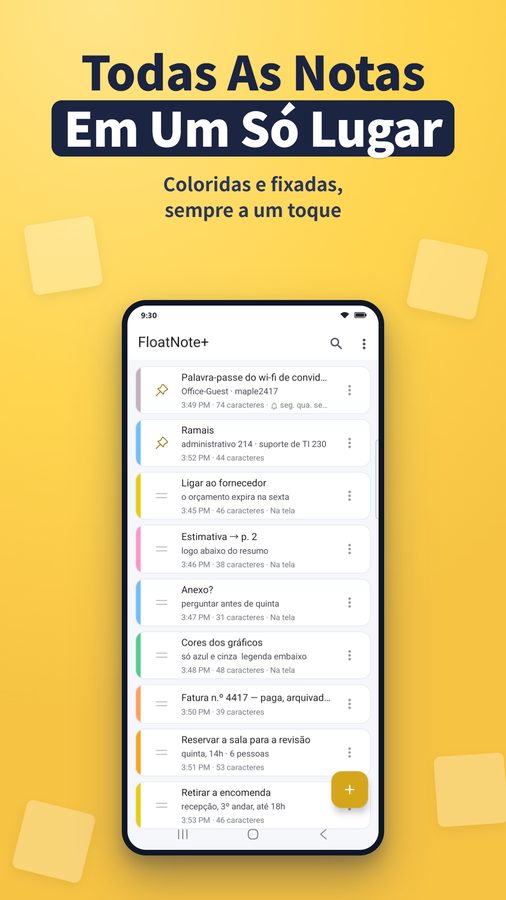 Todas As Notas
Em Um Só Lugar
Coloridas e fixadas,
sempre a um toque
9:30
FloatNote+
Palavra-passe do wi-fi de convid...
Office-Guest · maple2417
3:49 PM · 74 caracteres · seg. qua. se...
Ramais
administrativo 214 · suporte de TI 230
3:52 PM · 44 caracteres
Ligar ao fornecedor
o orçamento expira na sexta
3:45 PM · 46 caracteres · Na tela
Estimativa → p. 2
logo abaixo do resumo
3:46 PM · 38 caracteres · Na tela
Anexo?
perguntar antes de quinta
3:47 PM · 31 caracteres · Na tela
Cores dos gráficos
só azul e cinza legenda embaixo
3:48 PM · 48 caracteres · Na tela
Fatura n.º 4417 — paga, arquivad...
3:50 PM · 39 caracteres
Reservar a sala para a revisão
quinta, 14h · 6 pessoas
3:51 PM · 53 caracteres
Retirar a encomenda
recepção, 3º andar, até 18h
3:53 PM · 46 caracteres